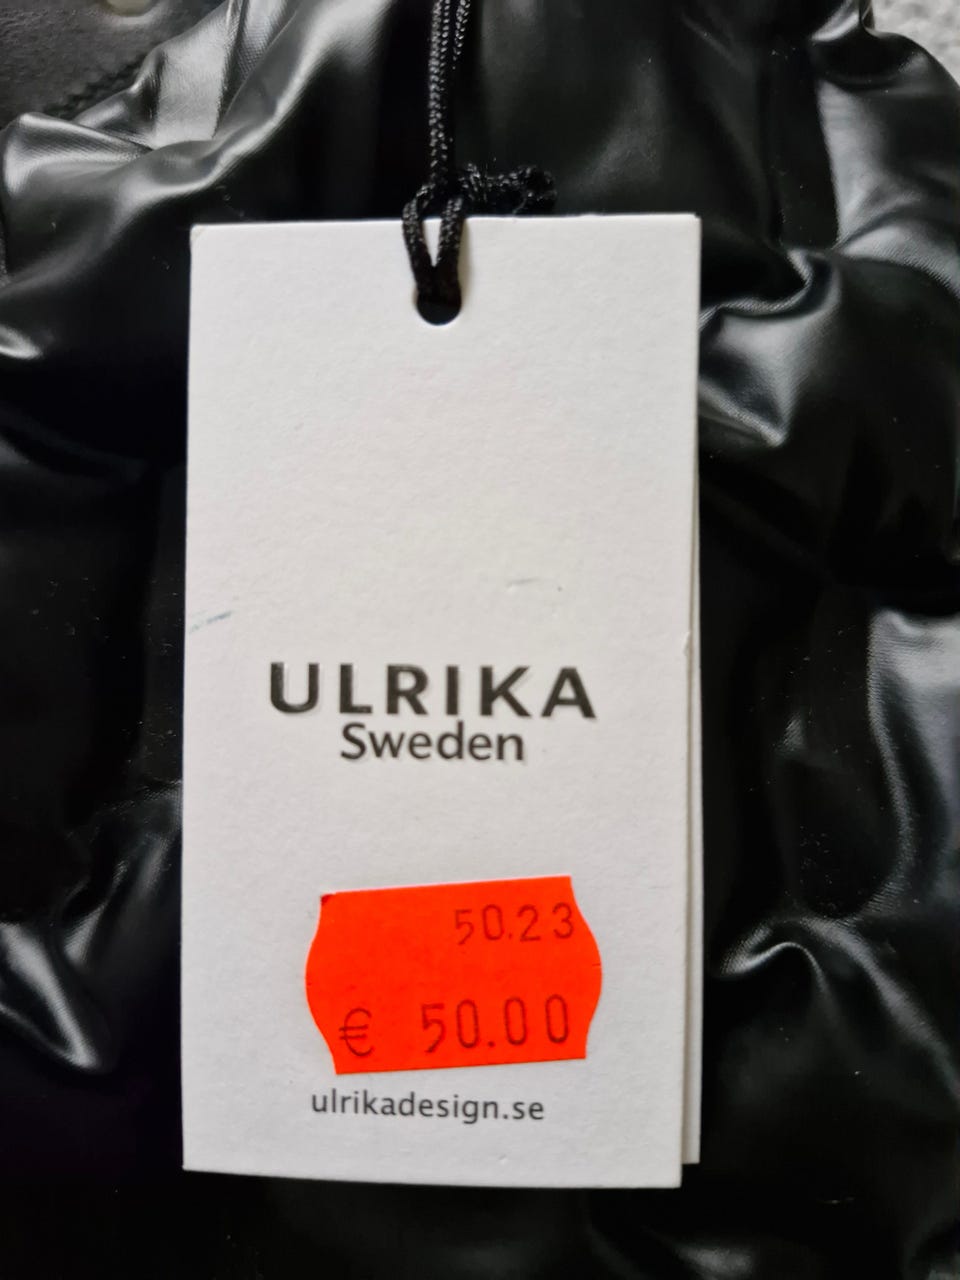 ULRIKA
Sweden
50.23
€ 50.00
ulrikadesign.se